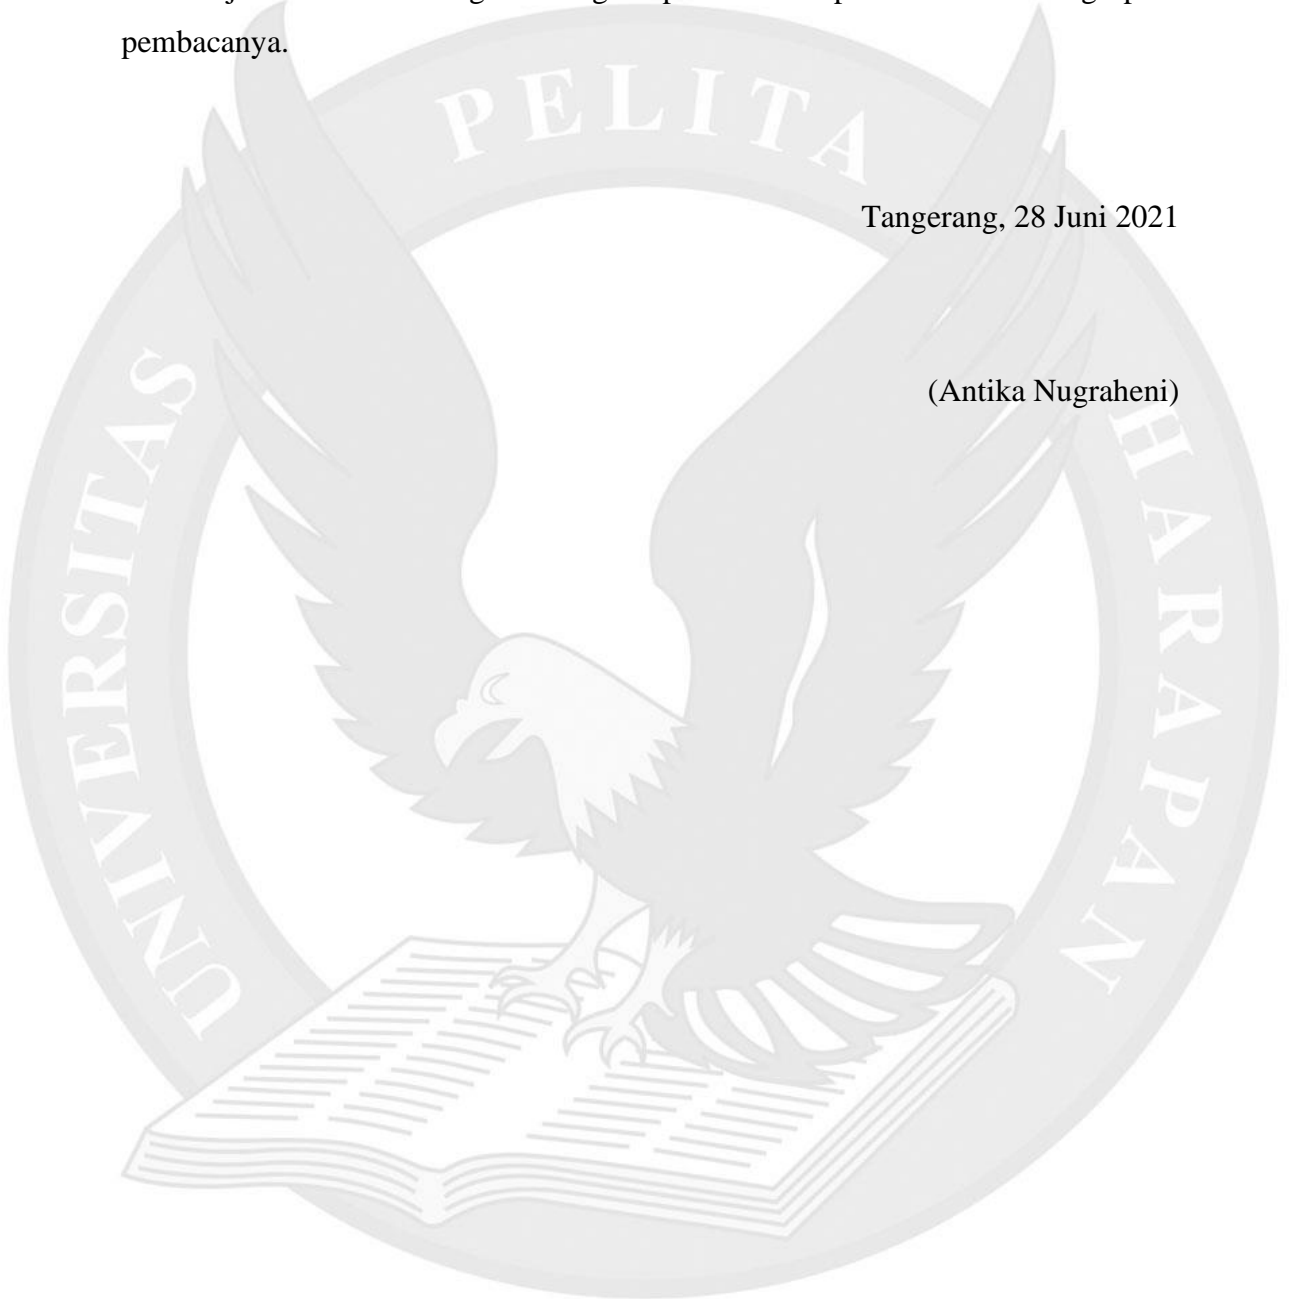 pembacanya.
PELITA
Tangerang, 28 Juni 2021
(Antika Nugraheni)
UNIVERSITAS
HARAPAN